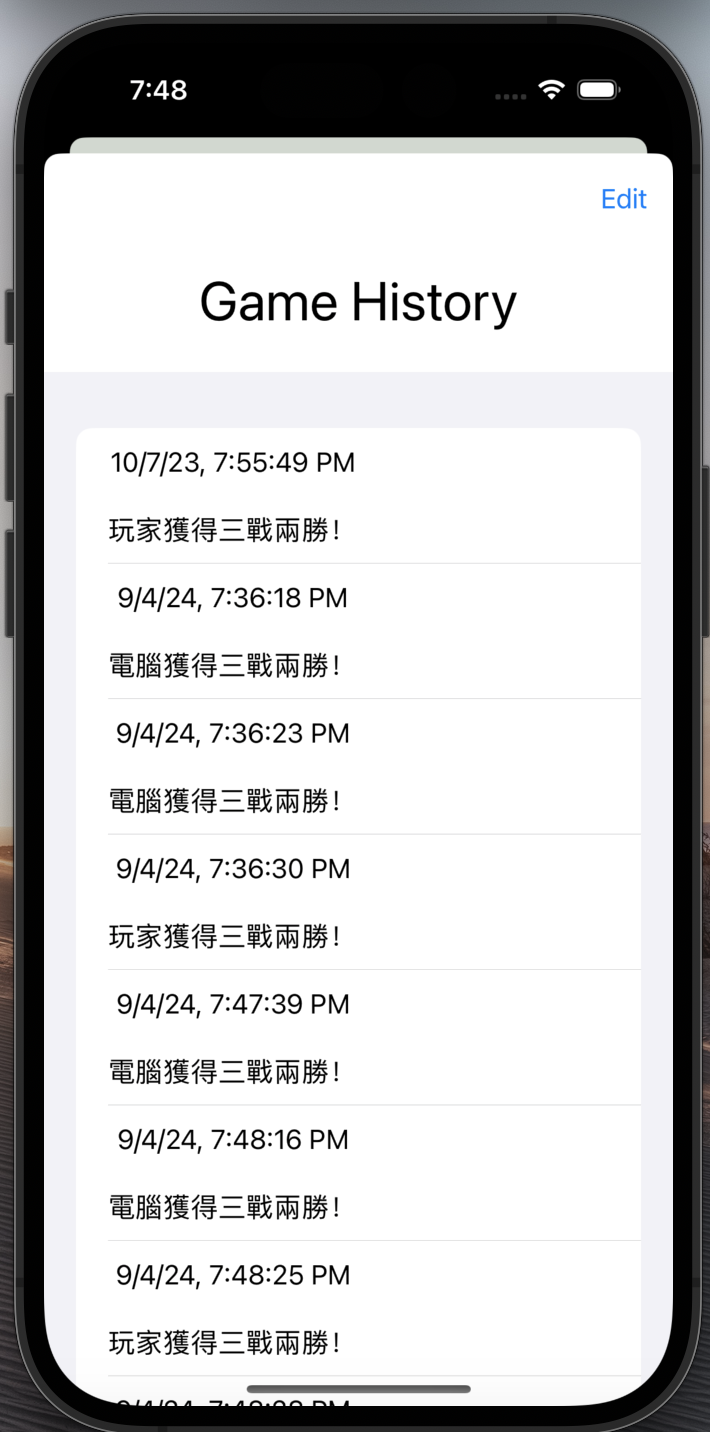 7:48
Edit
Game History
10/7/23, 7:55:49 PM
玩家獲得三戰兩勝！
9/4/24, 7:36:18 PM
電腦獲得三戰兩勝！
9/4/24, 7:36:23 PM
電腦獲得三戰兩勝！
9/4/24, 7:36:30 PM
玩家獲得三戰兩勝！
9/4/24, 7:47:39 PM
電腦獲得三戰兩勝！
9/4/24, 7:48:16 PM
電腦獲得三戰兩勝！
9/4/24, 7:48:25 PM
玩家獲得三戰兩勝！